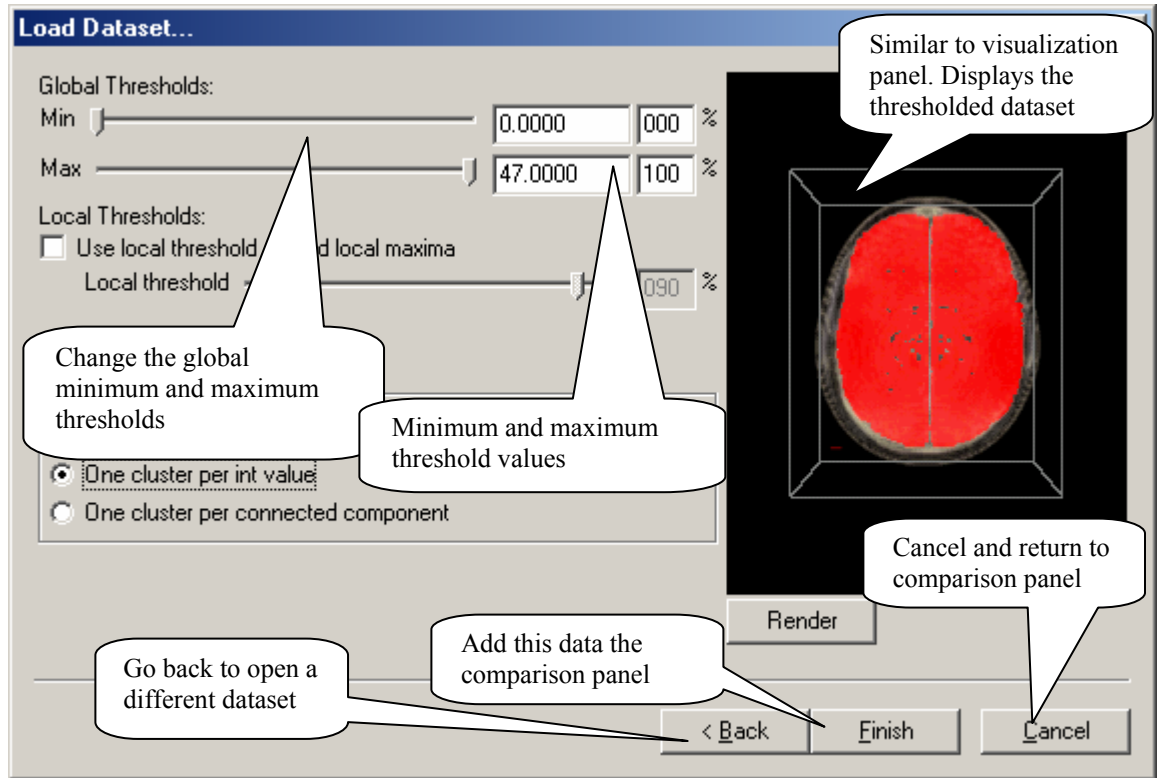 Load Dataset...
Similar to visualization
panel. Displays the
thresholded dataset
Global Thresholds:
Min 0.0000 000 %
Max 47.0000 100 %
Local Thresholds:
Use local threshold d local maxima
Local threshold 090 %
Change the global
minimum and maximum
thresholds
Minimum and maximum
threshold values
One cluster per int value
One cluster per connected component
Cancel and return to
comparison panel
Render
Add this data the
comparison panel
Go back to open a
different dataset
< Back Finish Cancel